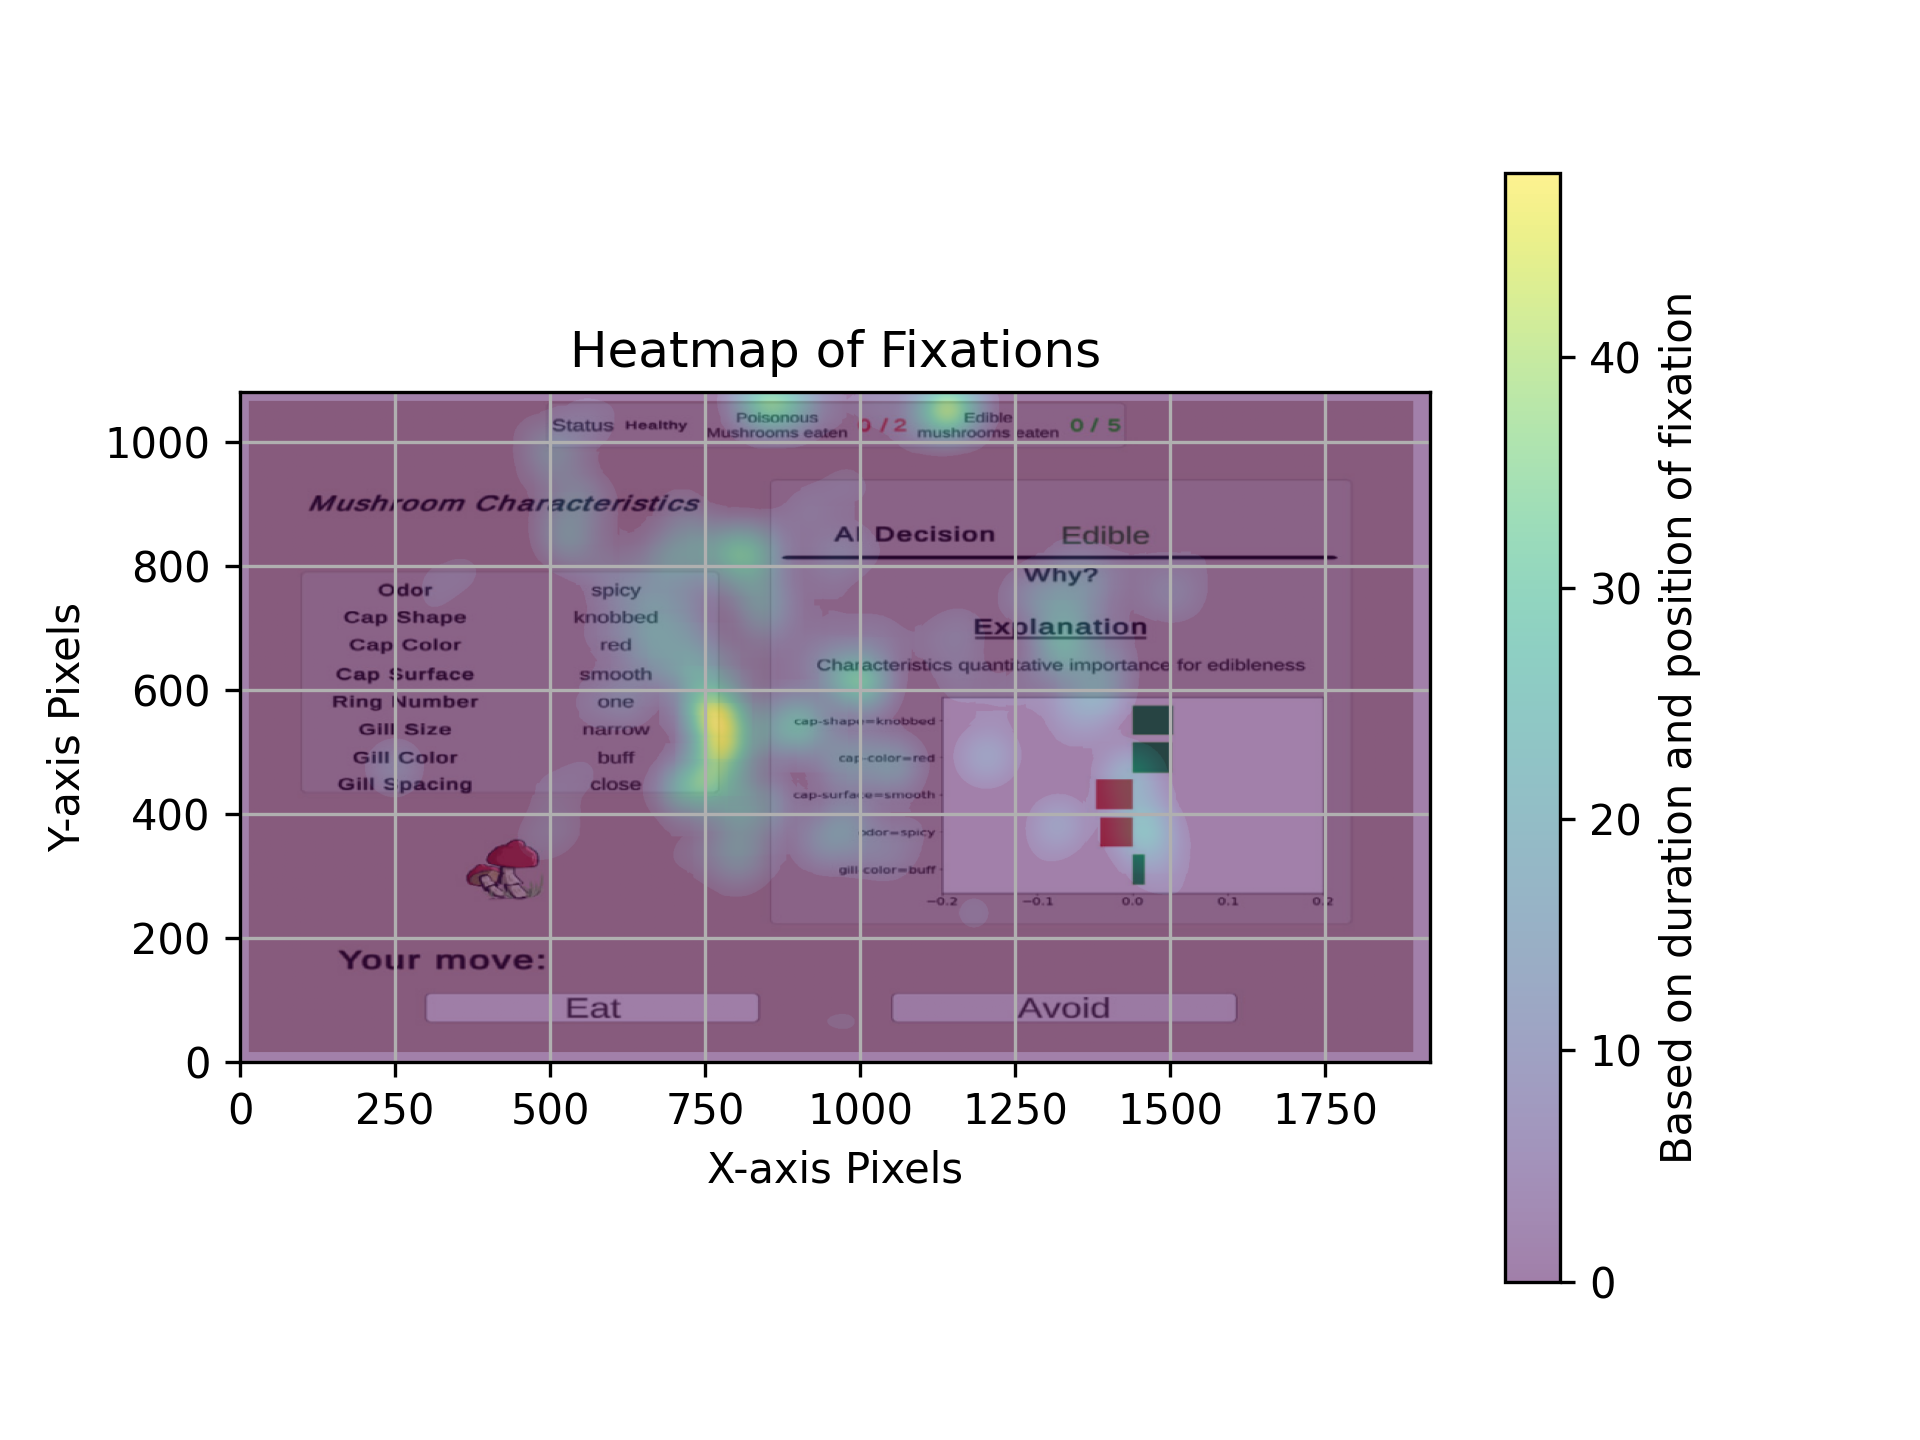 Heatmap of Fixations
Status Healthy Poisonous Mushrooms eaten 0 / 2 Edible mushrooms eaten 0 / 5
Mushroom Characteristics
AI Decision Edible
Why?
Odor spicy
Cap Shape knobbed
Cap Color red
Cap Surface smooth
Ring Number one
Gill Size narrow
Gill Color buff
Gill Spacing close
Explanation
Characteristics quantitative importance for edibleness
cap-shape=knobbed
cap-color=red
cap-surface=smooth
odor=spicy
gill-color=buff
−0.2 −0.1 0.0 0.1 0.2
Your move:
Eat Avoid
1000
800
600
400
200
0
Y-axis Pixels
0 250 500 750 1000 1250 1500 1750
X-axis Pixels
40
30
20
10
0
Based on duration and position of fixation